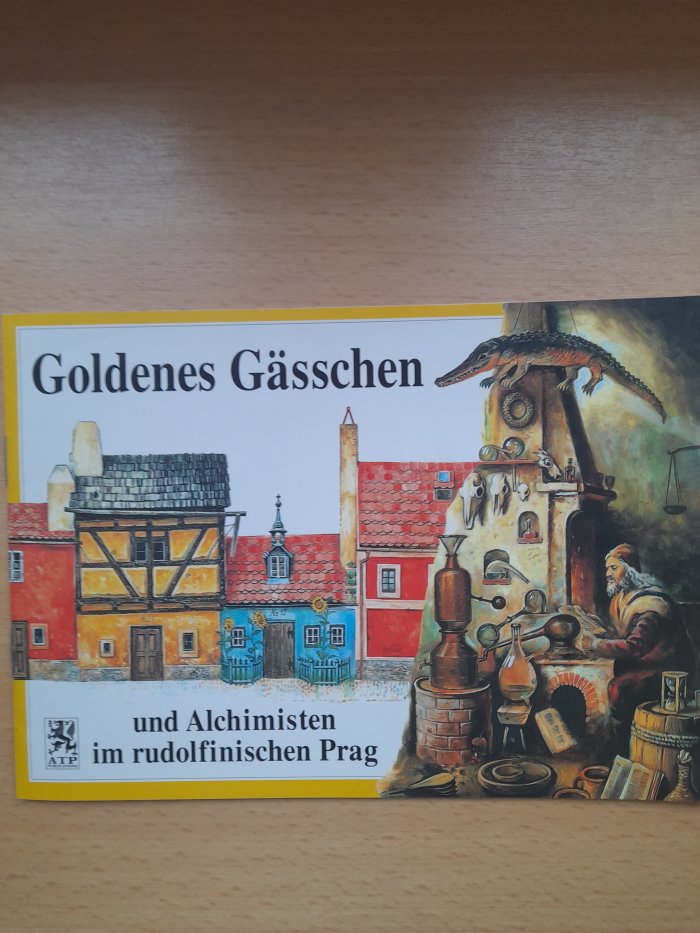 Goldenes Gässchen
und Alchimisten
im rudolfinischen Prag
ATP